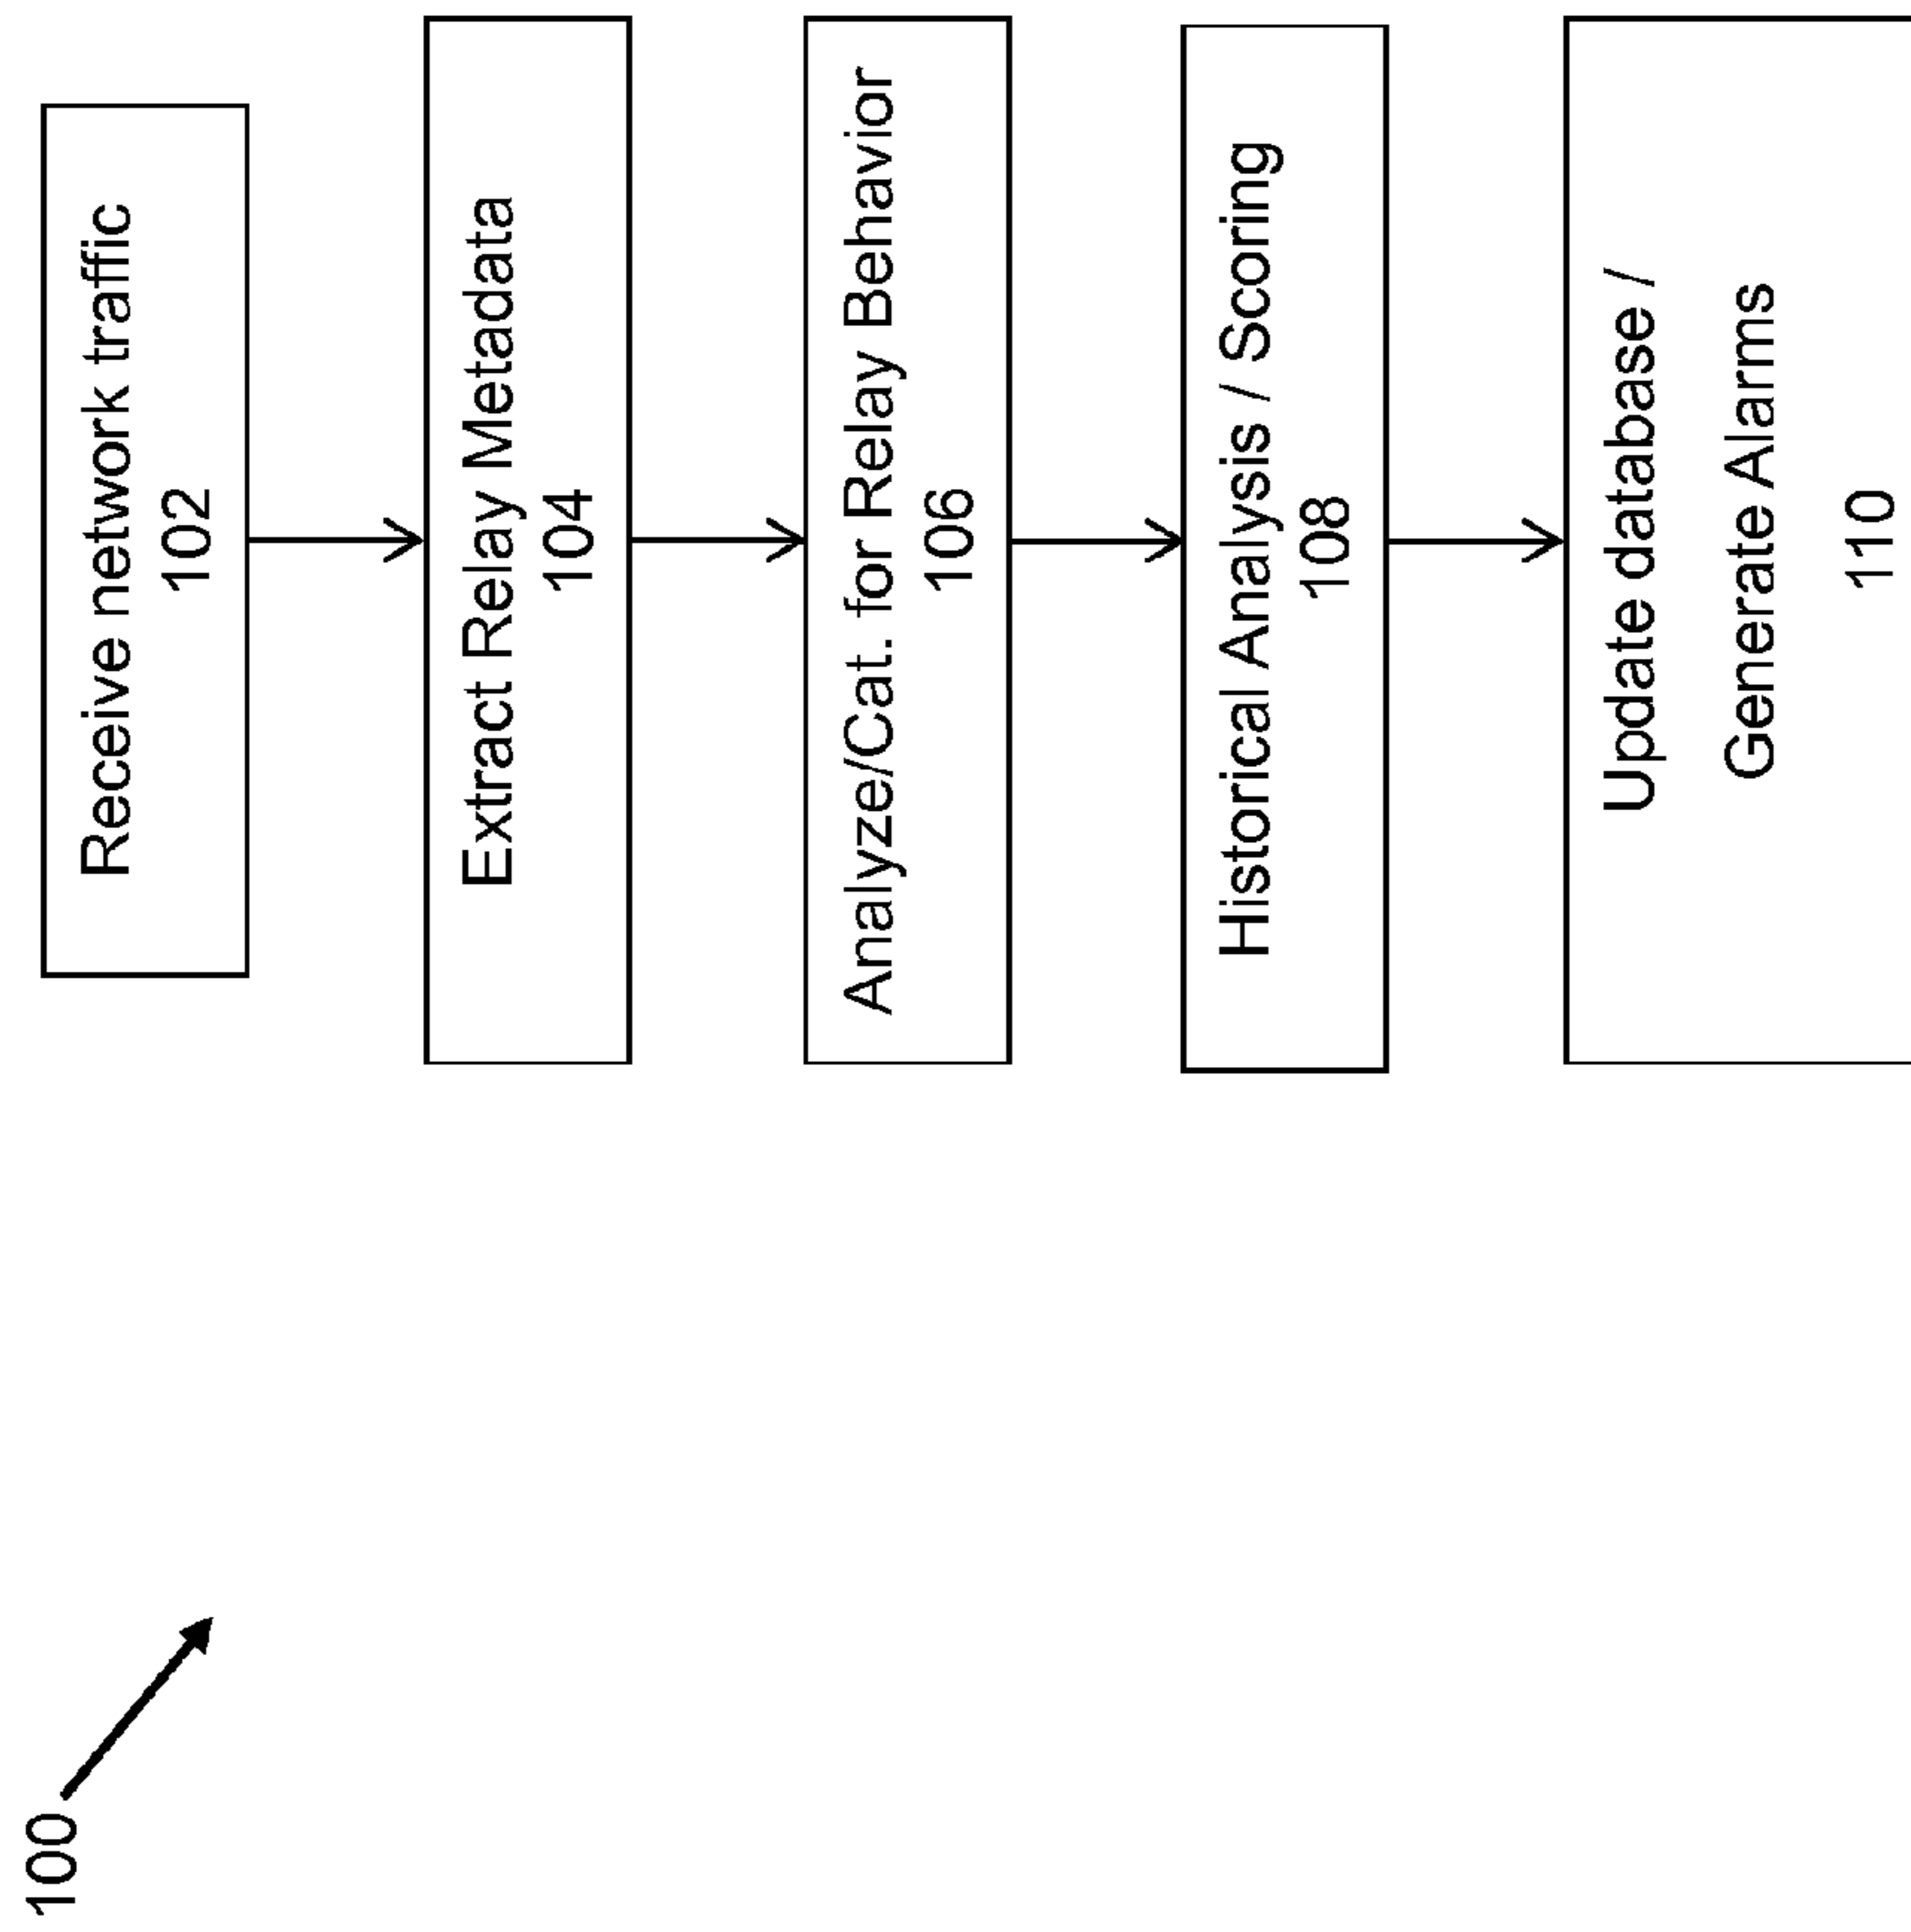 100
Receive network traffic
102
Extract Relay Metadata
104
Analyze/Cat. for Relay Behavior
106
Historical Analysis / Scoring
108
Update database /
Generate Alarms
110